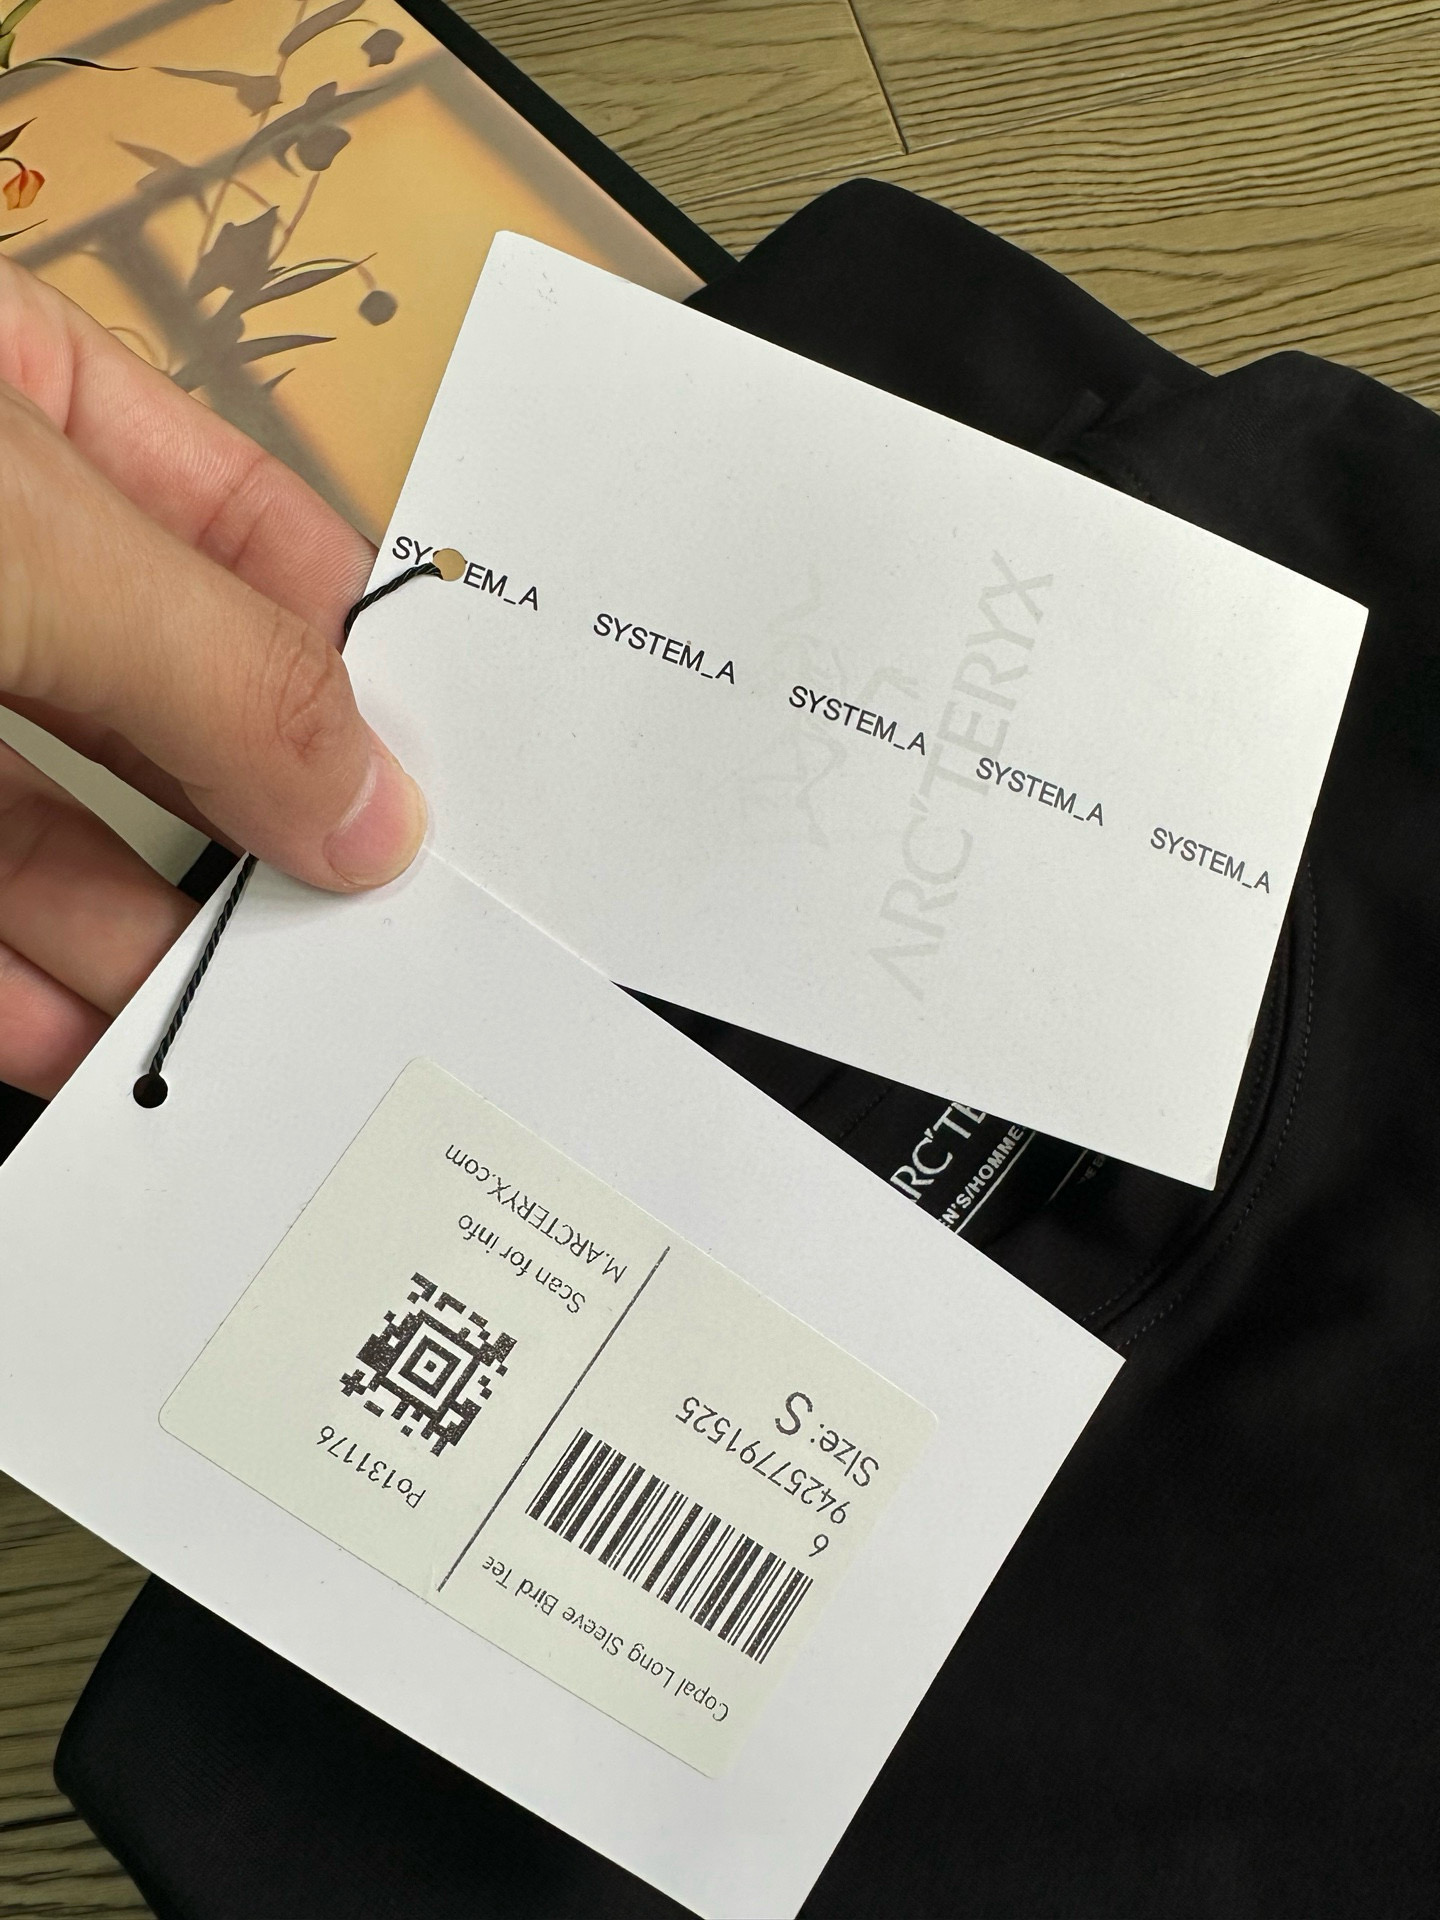 SYSTEM_A SYSTEM_A SYSTEM_A SYSTEM_A SYSTEM_A
ARC'TERYX
ARC'TE
EN'S/HOMME-
Copal Long Sleeve Bird Tee
6
94257791525
SIze: S
Po131176
Scan for info
M.ARCTERYX.com